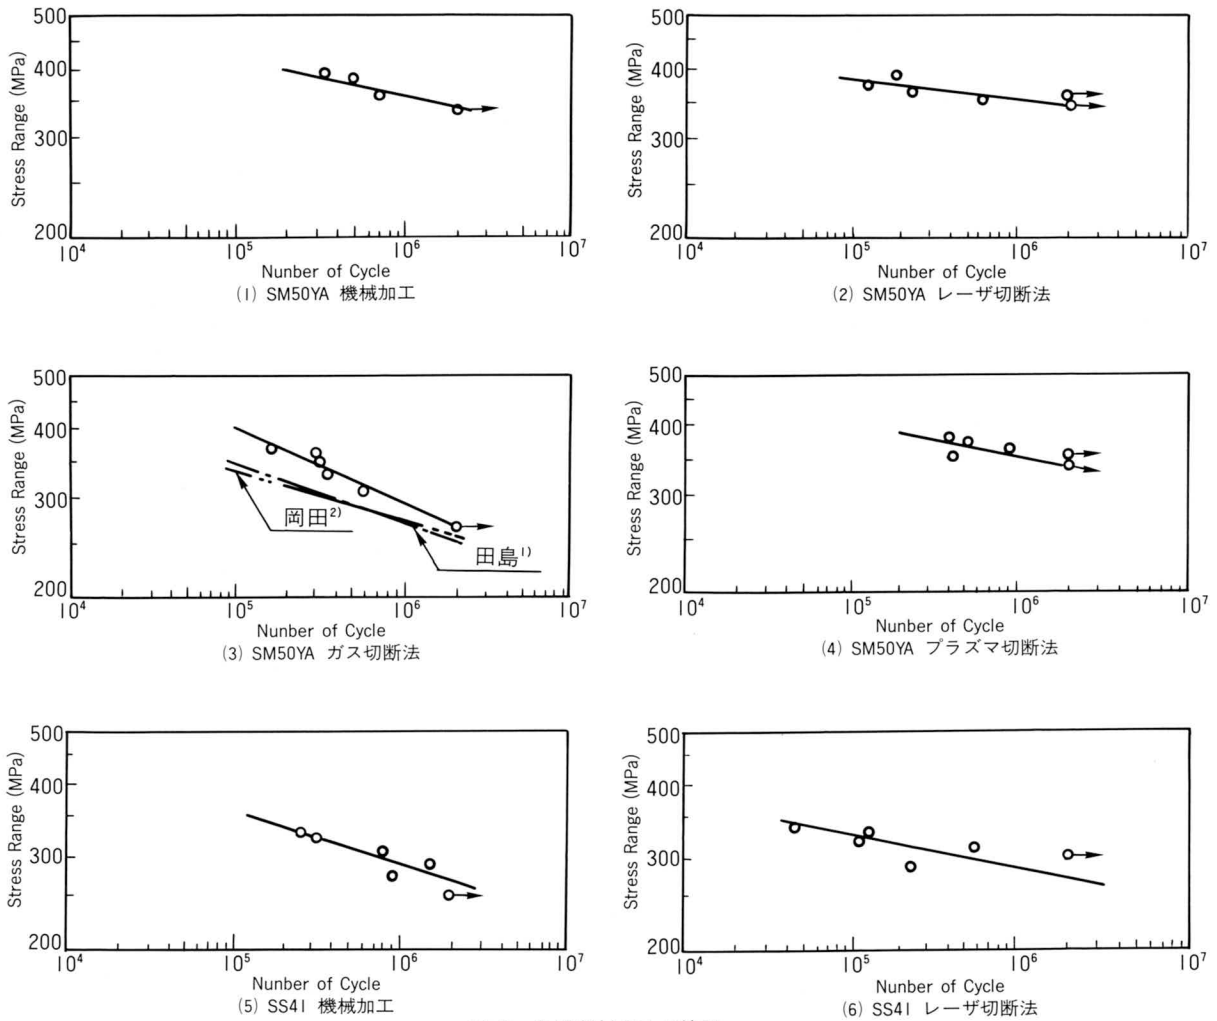 500
400
300
200
Stress Range (MPa)
10⁴
10⁵
10⁶
10⁷
Nunber of Cycle
(1) SM50YA 機械加工
500
400
300
200
Stress Range (MPa)
10⁴
10⁵
10⁶
10⁷
Nunber of Cycle
(2) SM50YA レーザ切断法
500
400
300
200
Stress Range (MPa)
岡田²⁾
田島¹⁾
10⁴
10⁵
10⁶
10⁷
Nunber of Cycle
(3) SM50YA ガス切断法
500
400
300
200
Stress Range (MPa)
10⁴
10⁵
10⁶
10⁷
Nunber of Cycle
(4) SM50YA プラズマ切断法
500
400
300
200
Stress Range (MPa)
10⁴
10⁵
10⁶
10⁷
Nunber of Cycle
(5) SS41 機械加工
500
400
300
200
Stress Range (MPa)
10⁴
10⁵
10⁶
10⁷
Nunber of Cycle
(6) SS41 レーザ切断法